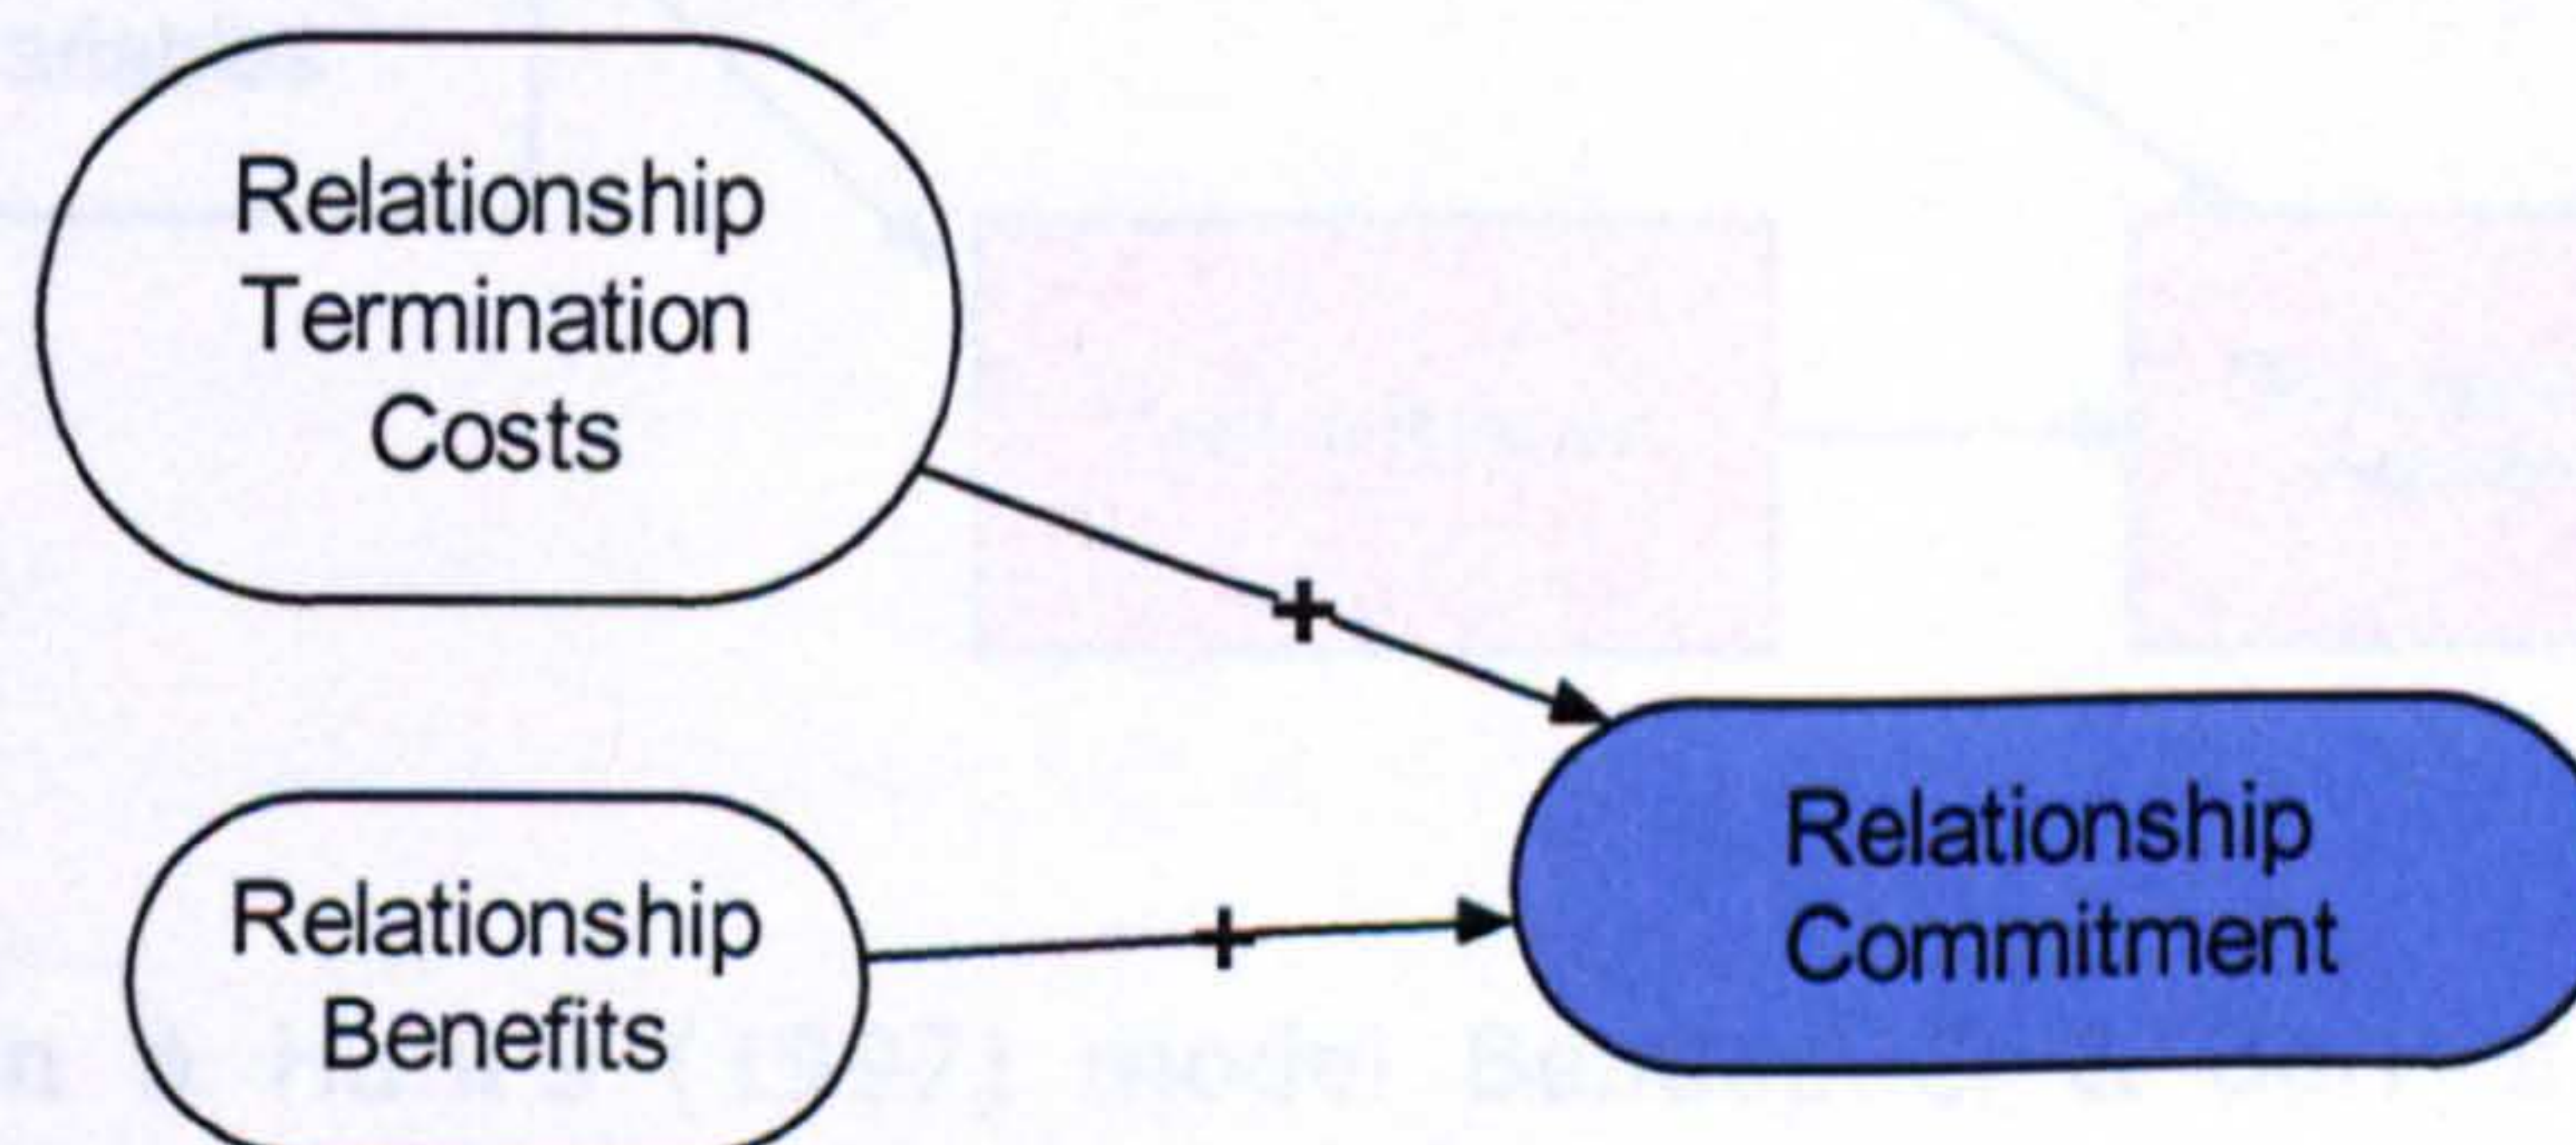 Relationship
Termination
Costs
+
Relationship
Commitment
+
Relationship
Benefits